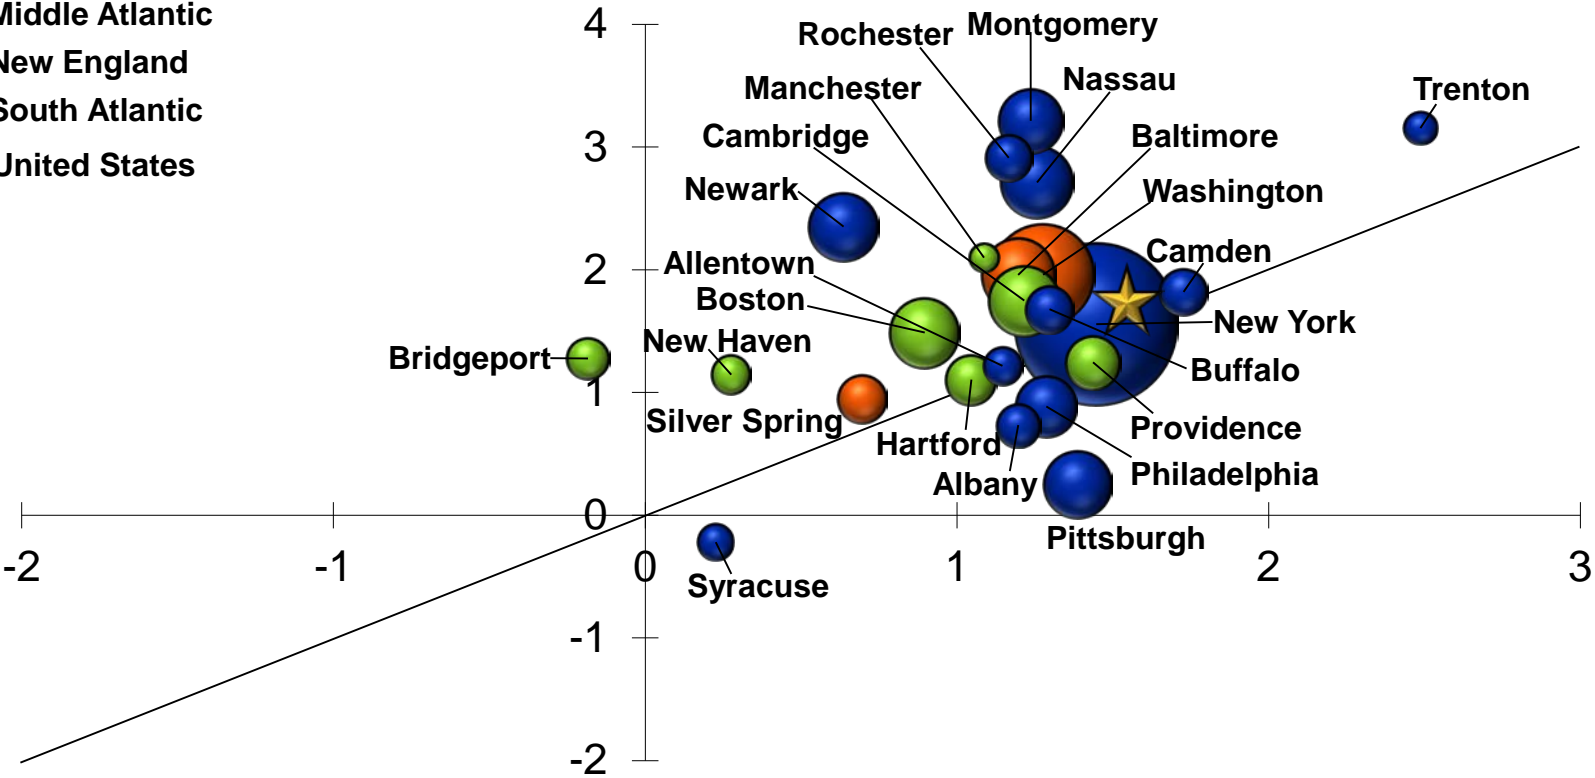 Middle Atlantic
New England
South Atlantic
United States
4
3
2
1
0
-1
-2
-2
-1
0
1
2
3
Rochester
Montgomery
Manchester
Nassau
Trenton
Cambridge
Baltimore
Newark
Washington
Allentown
Camden
Boston
New York
New Haven
Bridgeport
Buffalo
Silver Spring
Providence
Hartford
Philadelphia
Albany
Pittsburgh
Syracuse